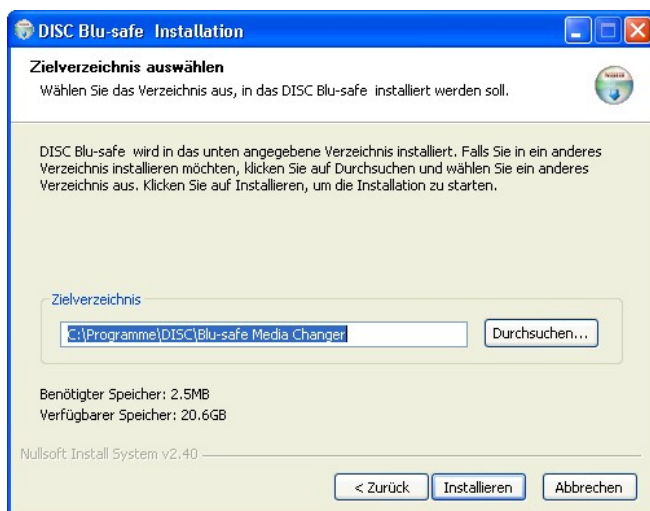 DISC Blu-safe Installation
Zielverzeichnis auswählen
Wählen Sie das Verzeichnis aus, in das DISC Blu-safe installiert werden soll.
DISC Blu-safe wird in das unten angegebene Verzeichnis installiert. Falls Sie in ein anderes
Verzeichnis installieren möchten, klicken Sie auf Durchsuchen und wählen Sie ein anderes
Verzeichnis aus. Klicken Sie auf Installieren, um die Installation zu starten.
Zielverzeichnis
C:\Programme\DISC\Blu-safe Media Changer
Durchsuchen...
Benötigter Speicher: 2.5MB
Verfügbarer Speicher: 20.6GB
Nullsoft Install System v2.40
< Zurück
Installieren
Abbrechen